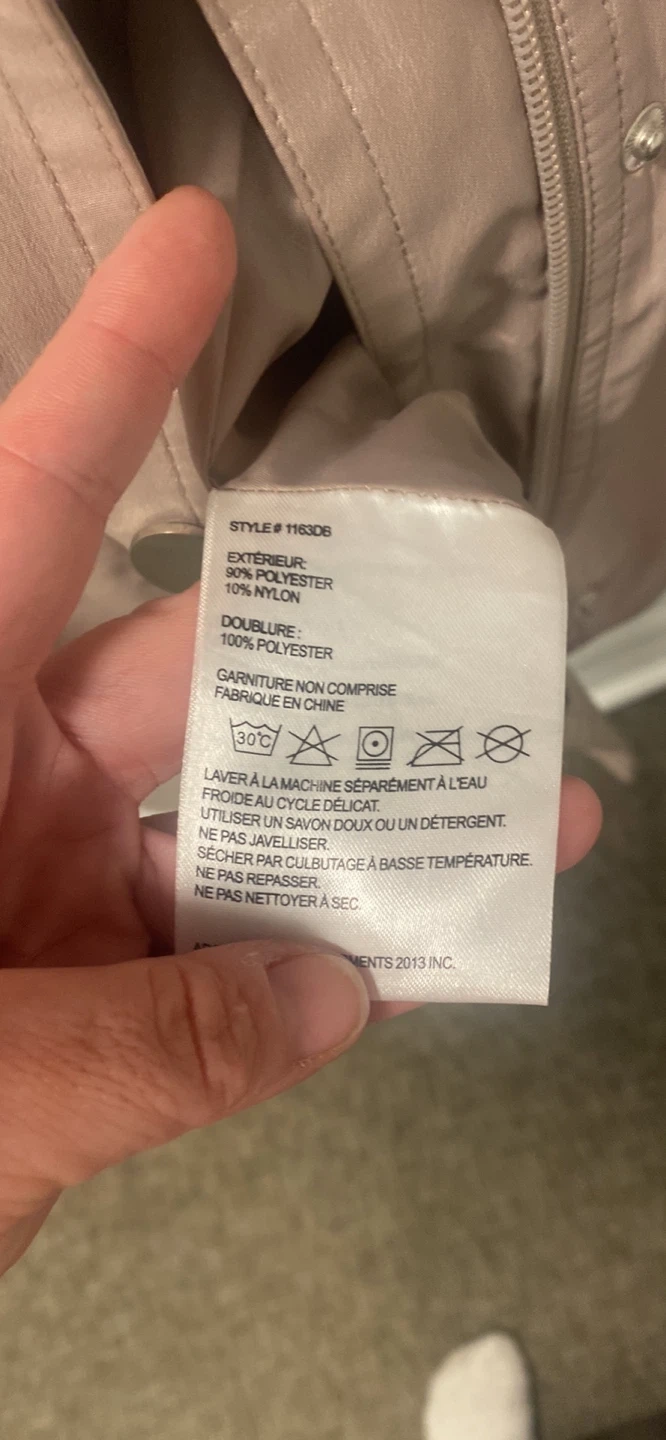 STYLE # 1163DB
EXTÉRIEUR:
90% POLYESTER
10% NYLON
DOUBLURE :
100% POLYESTER
GARNITURE NON COMPRISE
FABRIQUE EN CHINE
30°C
LAVER À LA MACHINE SÉPARÉMENT À L'EAU
FROIDE AU CYCLE DÉLICAT.
UTILISER UN SAVON DOUX OU UN DÉTERGENT.
NE PAS JAVELLISER.
SÉCHER PAR CULBUTAGE À BASSE TEMPÉRATURE.
NE PAS REPASSER.
NE PAS NETTOYER À SEC.
2013 INC.